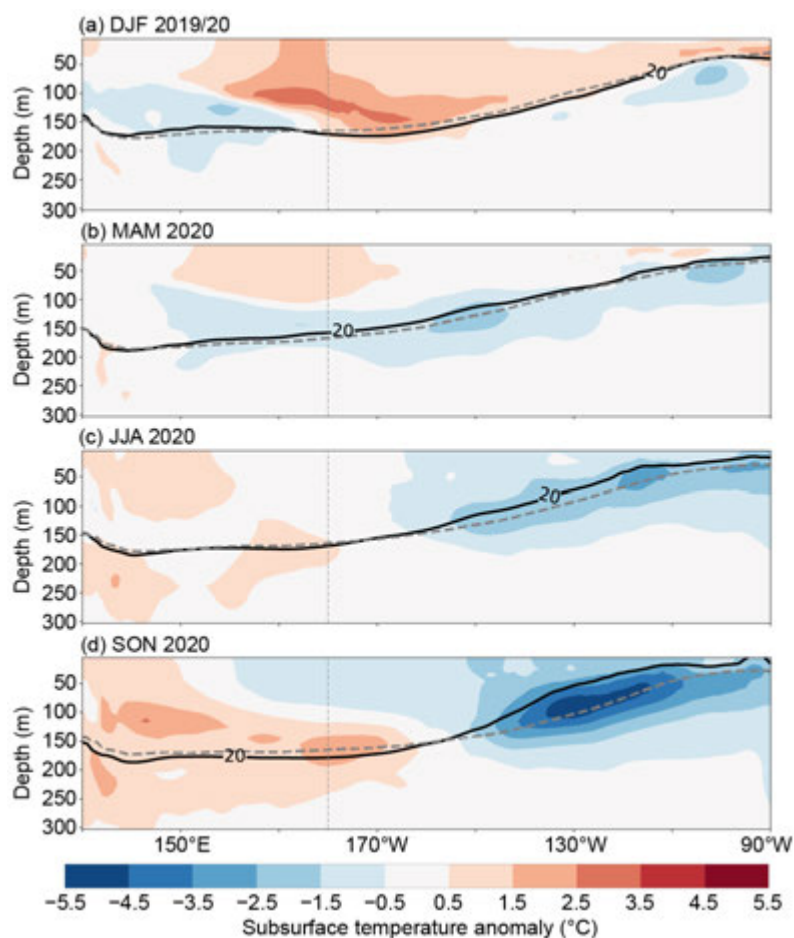 (a) DJF 2019/20
Depth (m)
50
100
150
200
250
300
20
(b) MAM 2020
Depth (m)
50
100
150
200
250
300
20
(c) JJA 2020
Depth (m)
50
100
150
200
250
300
20
(d) SON 2020
Depth (m)
50
100
150
200
250
300
20
150°E 170°W 130°W 90°W
−5.5 −4.5 −3.5 −2.5 −1.5 −0.5 0.5 1.5 2.5 3.5 4.5 5.5
Subsurface temperature anomaly (°C)